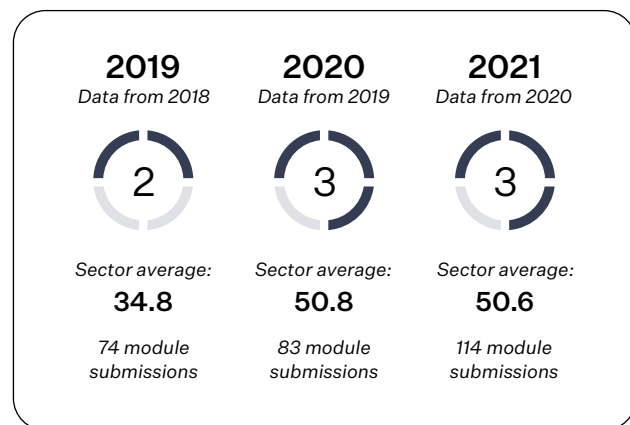 2019
Data from 2018
2
Sector average:
34.8
74 module
submissions
2020
Data from 2019
3
Sector average:
50.8
83 module
submissions
2021
Data from 2020
3
Sector average:
50.6
114 module
submissions